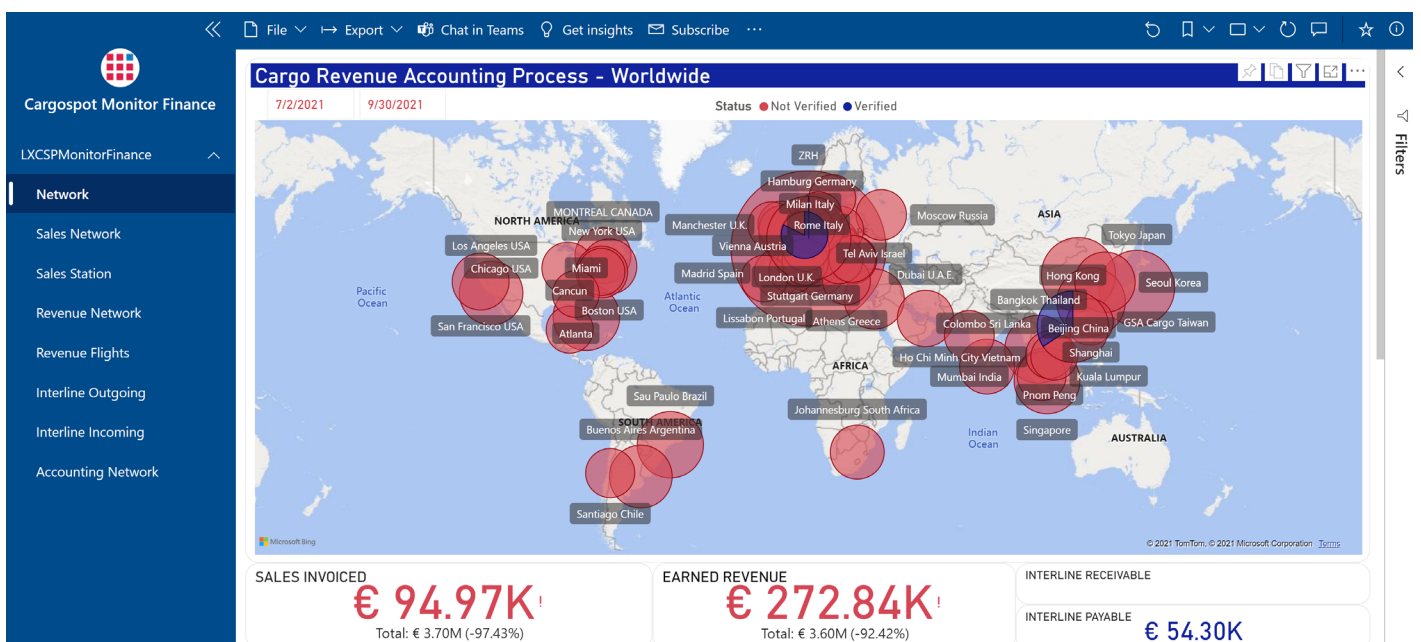 File Export Chat in Teams Get insights Subscribe ...
Cargospot Monitor Finance
LXCSPMonitorFinance
Network
Sales Network
Sales Station
Revenue Network
Revenue Flights
Interline Outgoing
Interline Incoming
Accounting Network
Cargo Revenue Accounting Process - Worldwide
7/2/2021 9/30/2021
Status Not Verified Verified
Filters
ZRH
Hamburg Germany
Milan Italy
MONTREAL CANADA
Moscow Russia
ASIA
NORTH AMERICA
Manchester U.K.
Rome Italy
New York USA
Tokyo Japan
Los Angeles USA
Vienna Austria
Tel Aviv Israel
Chicago USA
Miami
Madrid Spain
London U.K.
Dubai U.A.E.
Hong Kong
Seoul Korea
Pacific
Ocean
Cancun
Atlantic
Ocean
Stuttgart Germany
Bangkok Thailand
Boston USA
Lissabon Portugal
Athens Greece
Colombo Sri Lanka
GSA Cargo Taiwan
San Francisco USA
Atlanta
Beijing China
Ho Chi Minh City Vietnam
Shanghai
AFRICA
Mumbai India
Kuala Lumpur
Sau Paulo Brazil
Pnom Peng
Johannesburg South Africa
SOUTH AMERICA
Buenos Aires Argentina
Indian
Ocean
Singapore
AUSTRALIA
Santiago Chile
Microsoft Bing
© 2021 TomTom, © 2021 Microsoft Corporation Terms
SALES INVOICED
€ 94.97K!
Total: € 3.70M (-97.43%)
EARNED REVENUE
€ 272.84K!
Total: € 3.60M (-92.42%)
INTERLINE RECEIVABLE
INTERLINE PAYABLE
€ 54.30K